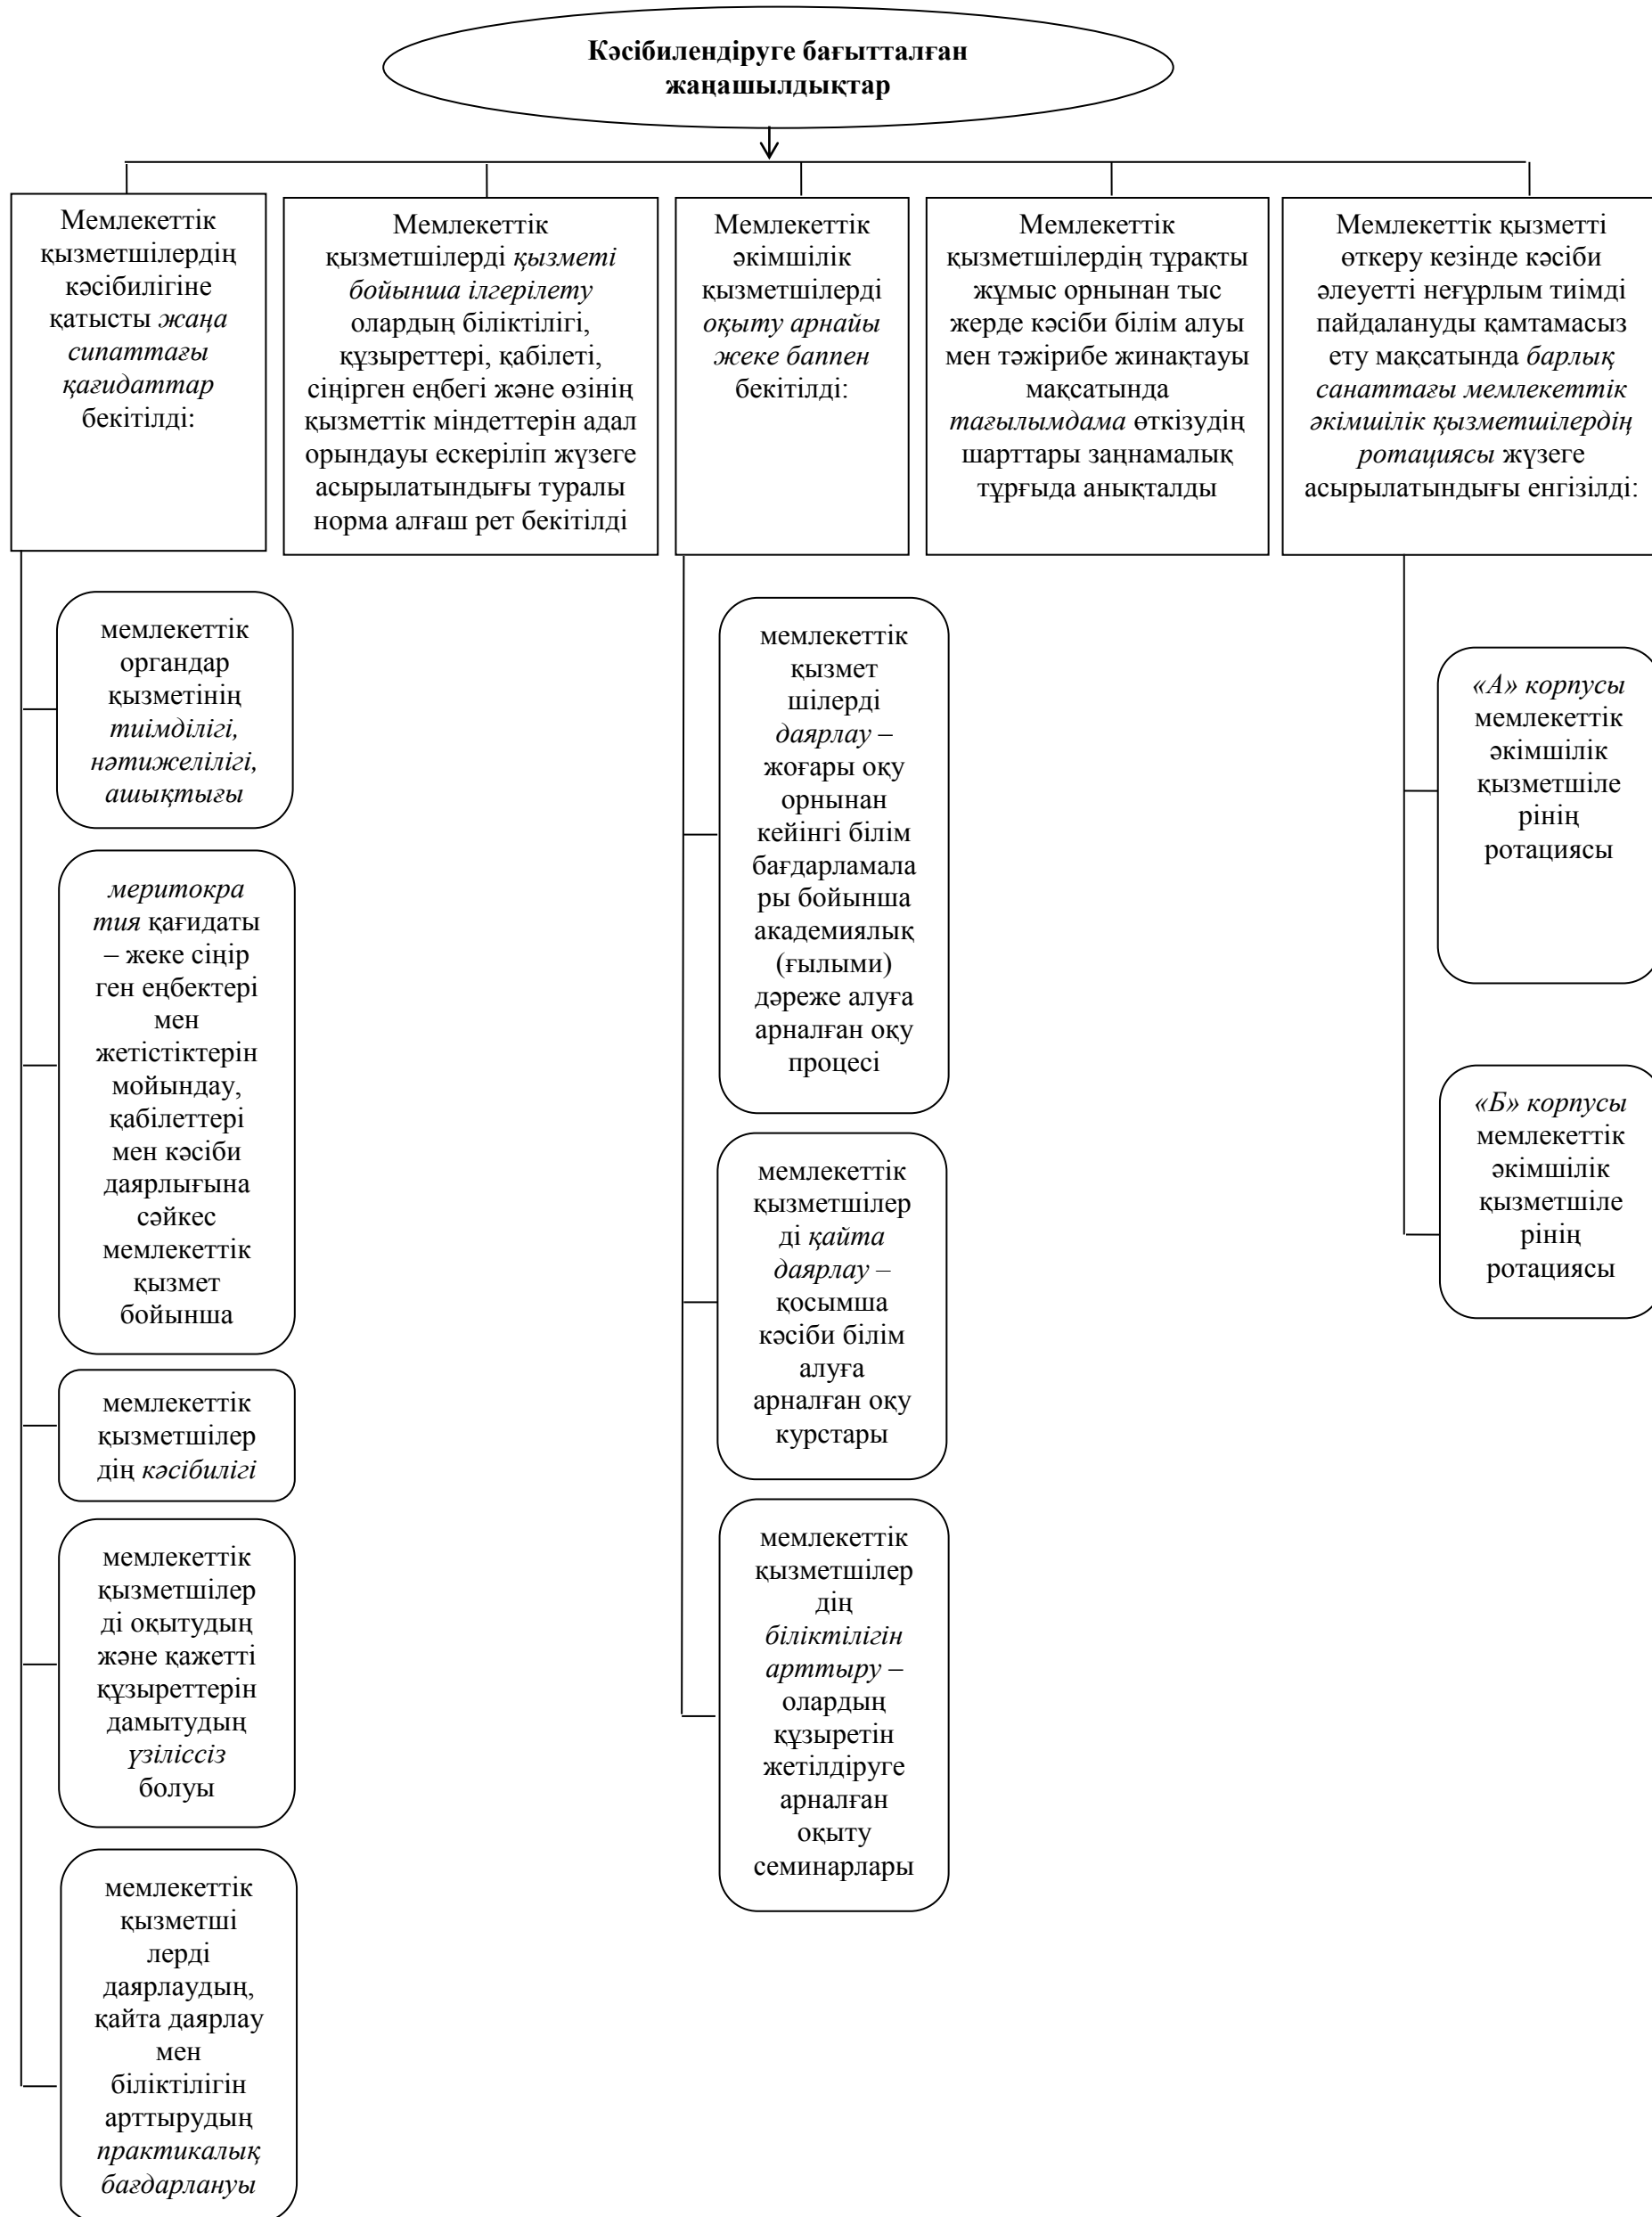 Кәсібилендіруге бағытталған
жаңашылдықтар
Мемлекеттік
қызметшілердің
кәсібилігіне
қатысты жаңа
сипаттағы
қағидаттар
бекітілді:
Мемлекеттік
қызметшілерді қызметі
бойынша ілгерілету
олардың біліктілігі,
құзыреттері, қабілеті,
сіңірген еңбегі және өзінің
қызметтік міндеттерін адал
орындауы ескеріліп жүзеге
асырылатындығы туралы
норма алғаш рет бекітілді
Мемлекеттік
әкімшілік
қызметшілерді
оқыту арнайы
жеке баппен
бекітілді:
Мемлекеттік
қызметшілердің тұрақты
жұмыс орнынан тыс
жерде кәсіби білім алуы
мен тәжірибе жинақтауы
мақсатында
тағылымдама өткізудің
шарттары заңнамалық
тұрғыда анықталды
Мемлекеттік қызметті
өткеру кезінде кәсіби
әлеуетті неғұрлым тиімді
пайдалануды қамтамасыз
ету мақсатында барлық
санаттағы мемлекеттік
әкімшілік қызметшілердің
ротациясы жүзеге
асырылатындығы енгізілді:
мемлекеттік
органдар
қызметінің
тиімділігі,
нәтижелілігі,
ашықтығы
меритокра
тия қағидаты
– жеке сіңір
ген еңбектері
мен
жетістіктерін
мойындау,
қабілеттері
мен кәсіби
даярлығына
сәйкес
мемлекеттік
қызмет
бойынша
мемлекеттік
қызметшілер
дің кәсібилігі
мемлекеттік
қызметшілер
ді оқытудың
және қажетті
құзыреттерін
дамытудың
үзіліссіз
болуы
мемлекеттік
қызметші
лерді
даярлаудың,
қайта даярлау
мен
біліктілігін
арттырудың
практикалық
бағдарлануы
мемлекеттік
қызмет
шілерді
даярлау –
жоғары оқу
орнынан
кейінгі білім
бағдарламала
ры бойынша
академиялық
(ғылыми)
дәреже алуға
арналған оқу
процесі
мемлекеттік
қызметшілер
ді қайта
даярлау –
қосымша
кәсіби білім
алуға
арналған оқу
курстары
мемлекеттік
қызметшілер
дің
біліктілігін
арттыру –
олардың
құзыретін
жетілдіруге
арналған
оқыту
семинарлары
«А» корпусы
мемлекеттік
әкімшілік
қызметшіле
рінің
ротациясы
«Б» корпусы
мемлекеттік
әкімшілік
қызметшіле
рінің
ротациясы